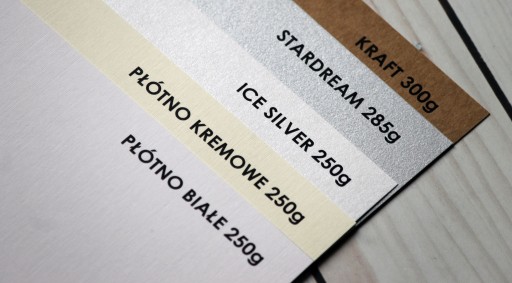 KRAFT 300g
STARDREAM 285g
ICE SILVER 250g
PŁÓTNO KREMOWE 250g
PŁÓTNO BIAŁE 250g